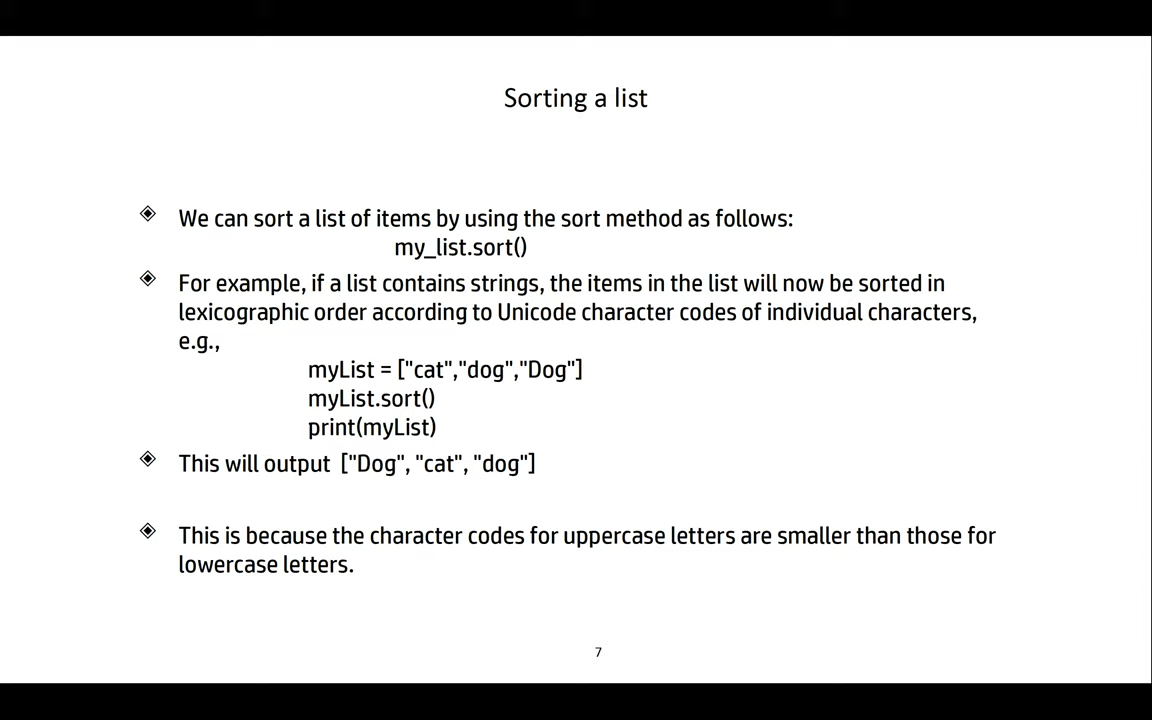 Sorting a list
We can sort a list of items by using the sort method as follows:
my_list.sort()
For example, if a list contains strings, the items in the list will now be sorted in
lexicographic order according to Unicode character codes of individual characters,
e.g.,
myList = ["cat","dog","Dog"]
myList.sort()
print(myList)
This will output ["Dog", "cat", "dog"]
This is because the character codes for uppercase letters are smaller than those for
lowercase letters.
7